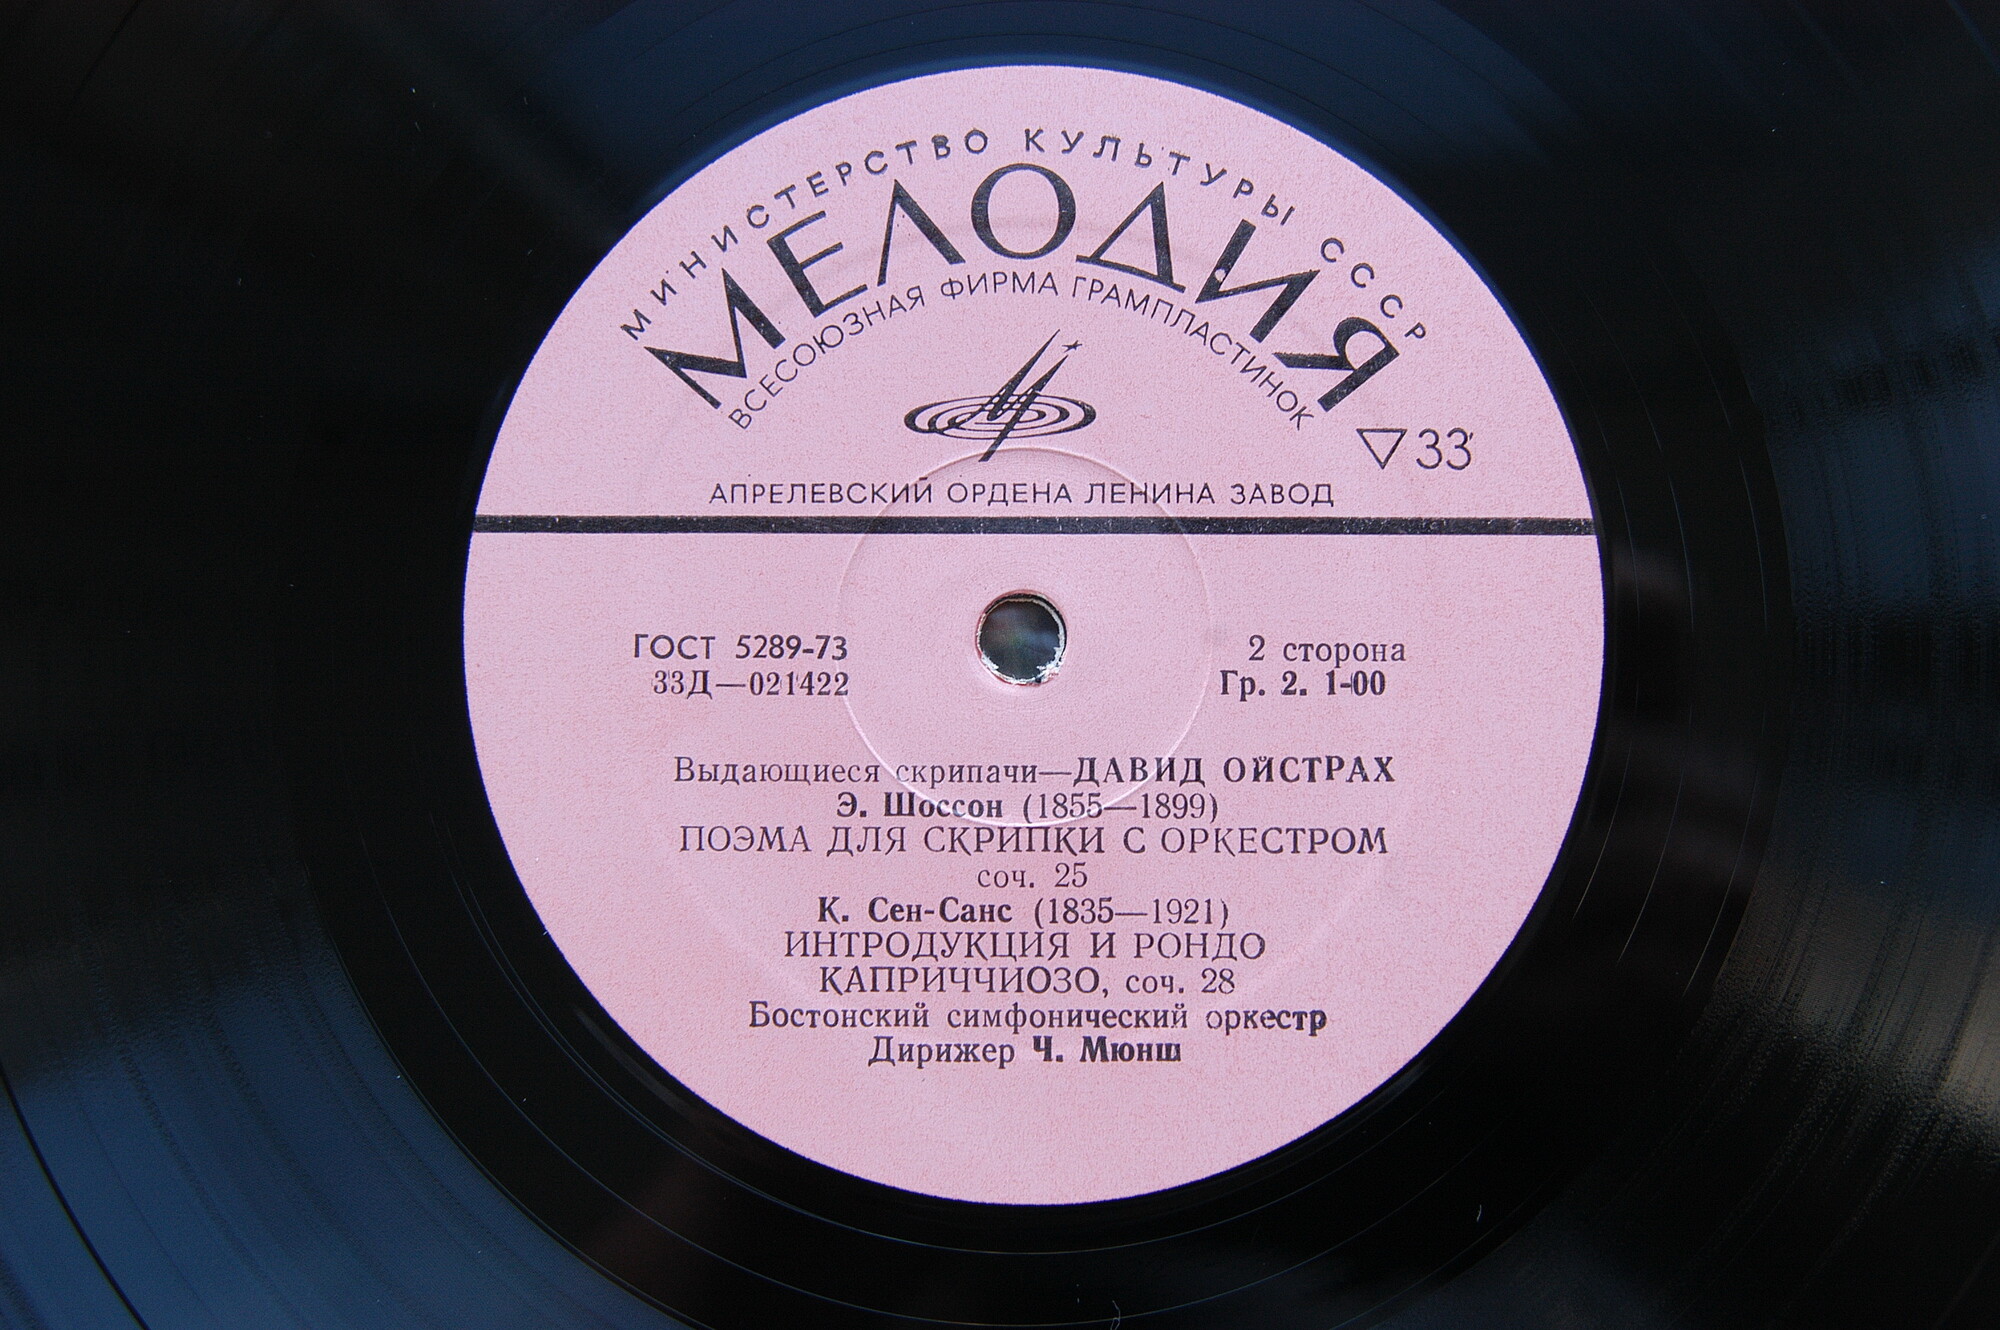 МИНИСТЕРСТВО КУЛЬТУРЫ СССР
МЕЛОДИЯ
ВСЕСОЮЗНАЯ ФИРМА ГРАМПЛАСТИНОК
▽33
АПРЕЛЕВСКИЙ ОРДЕНА ЛЕНИНА ЗАВОД
ГОСТ 5289-73
2 сторона
33Д—021422
Гр. 2. 1-00
Выдающиеся скрипачи—ДАВИД ОЙСТРАХ
Э. Шоссон (1855—1899)
ПОЭМА ДЛЯ СКРИПКИ С ОРКЕСТРОМ
соч. 25
К. Сен-Санс (1835—1921)
ИНТРОДУКЦИЯ И РОНДО
КАПРИЧЧИОЗО, соч. 28
Бостонский симфонический оркестр
Дирижер Ч. Мюнш